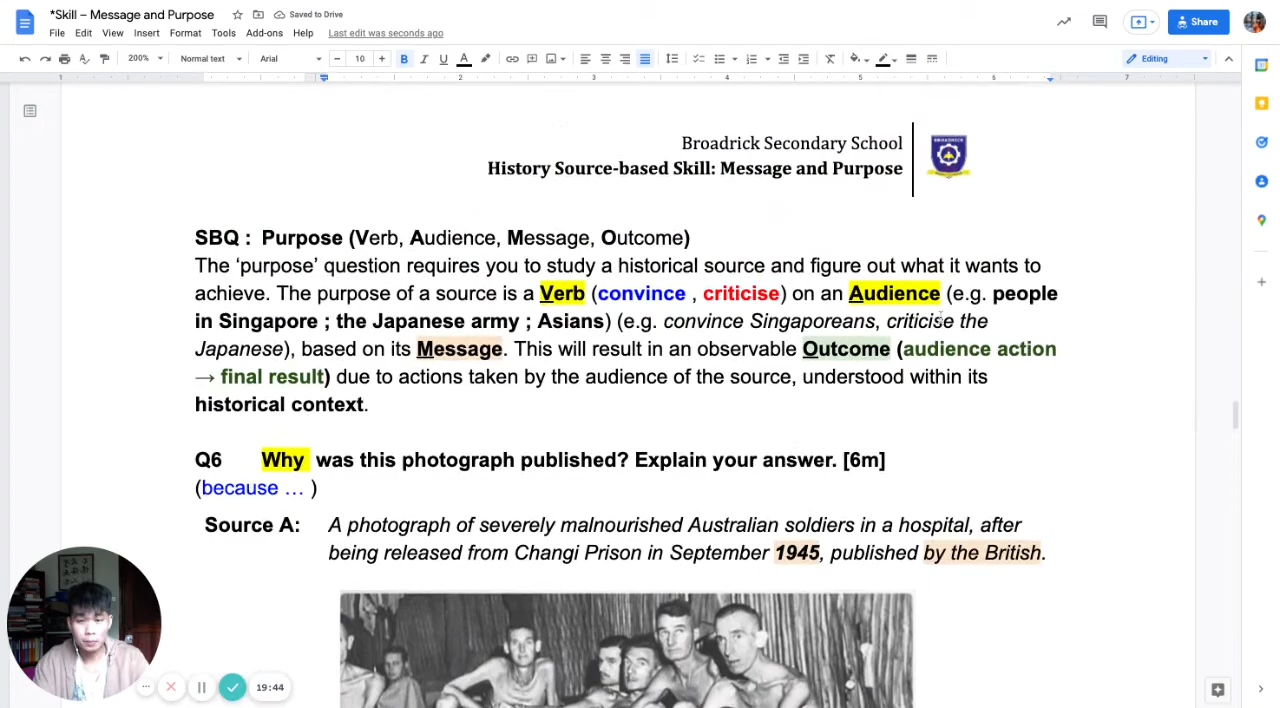 *Skill – Message and Purpose
Saved to Drive
File Edit View Insert Format Tools Add-ons Help Last edit was seconds ago
Share
200% Normal text Arial − 10 + B I U A Editing
1 2 3 4 5 6 7
Broadrick Secondary School
History Source-based Skill: Message and Purpose
SBQ : Purpose (Verb, Audience, Message, Outcome)
The ‘purpose’ question requires you to study a historical source and figure out what it wants to
achieve. The purpose of a source is a Verb (convince , criticise) on an Audience (e.g. people
in Singapore ; the Japanese army ; Asians) (e.g. convince Singaporeans, criticise the
Japanese), based on its Message. This will result in an observable Outcome (audience action
→ final result) due to actions taken by the audience of the source, understood within its
historical context.
Q6 Why was this photograph published? Explain your answer. [6m]
(because … )
Source A: A photograph of severely malnourished Australian soldiers in a hospital, after
being released from Changi Prison in September 1945, published by the British.
19:44